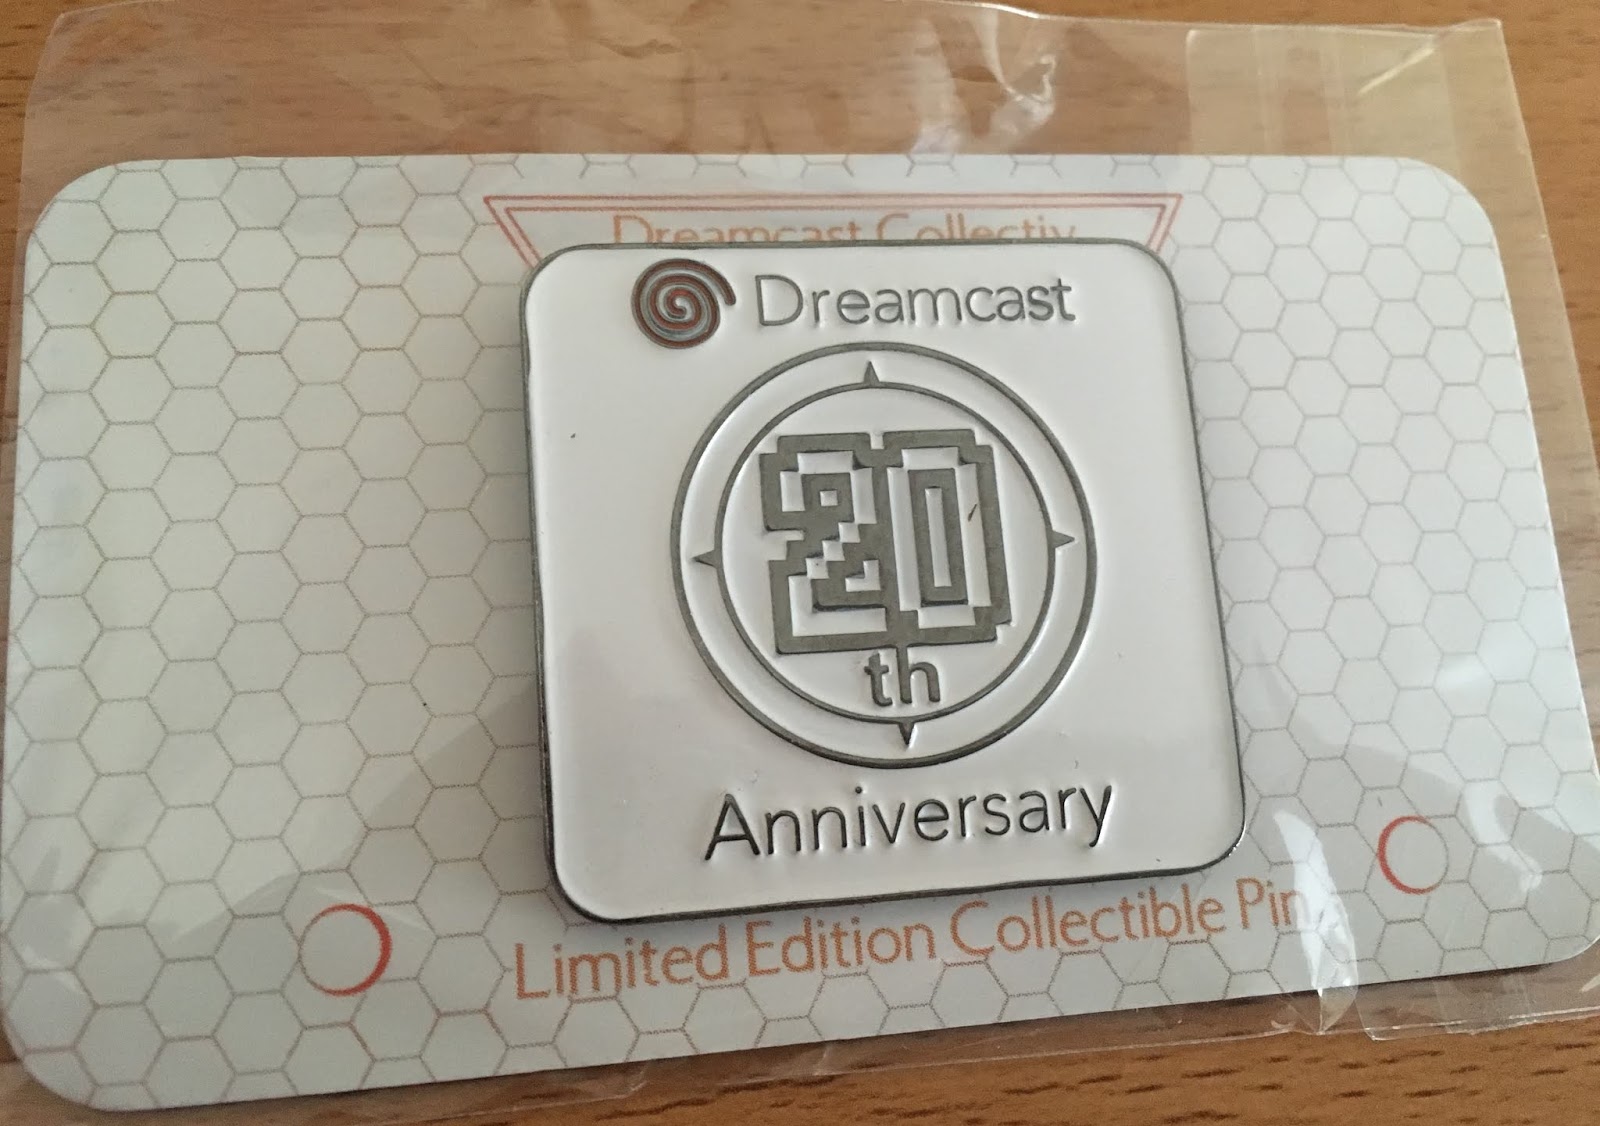 Dreamcast Collectiv
Dreamcast
20
th
Anniversary
Limited Edition Collectible Pin